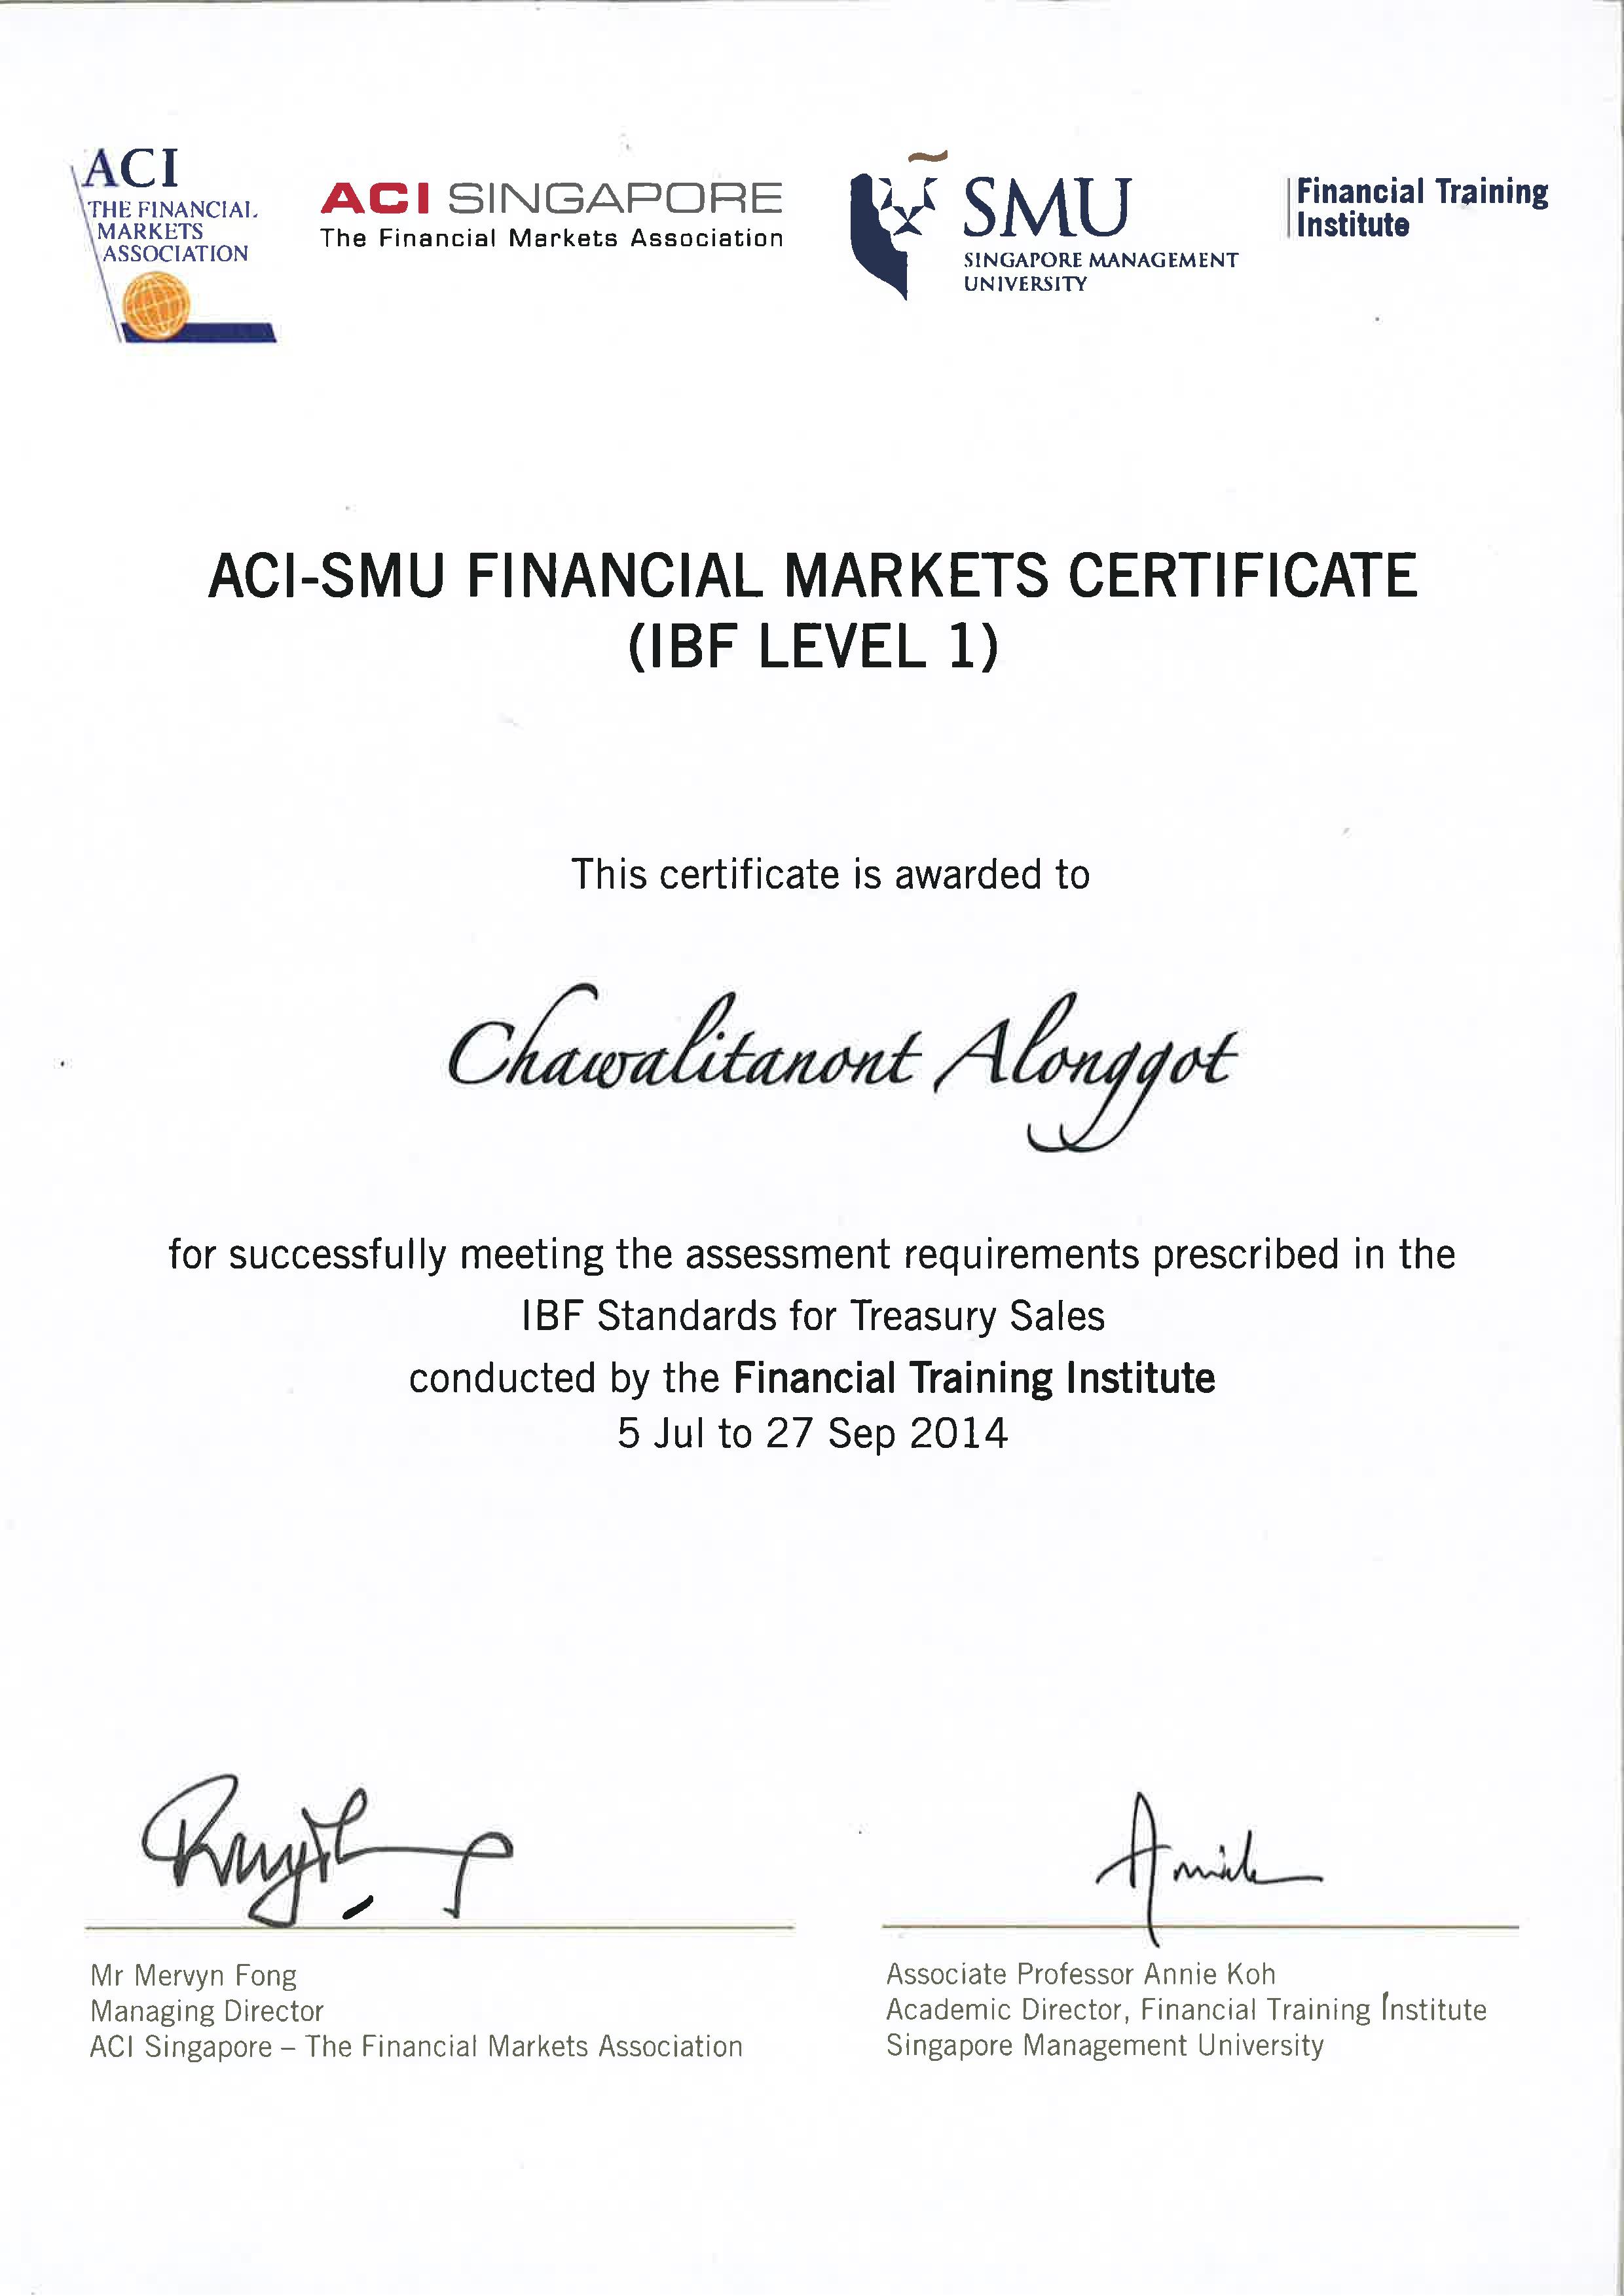 ACI
THE FINANCIAL
MARKETS
ASSOCIATION
ACI SINGAPORE
The Financial Markets Association
SMU
SINGAPORE MANAGEMENT
UNIVERSITY
Financial Training
Institute
ACI-SMU FINANCIAL MARKETS CERTIFICATE
(IBF LEVEL 1)
This certificate is awarded to
Chawalitanont Alonggot
for successfully meeting the assessment requirements prescribed in the
IBF Standards for Treasury Sales
conducted by the Financial Training Institute
5 Jul to 27 Sep 2014
Mr Mervyn Fong
Managing Director
ACI Singapore – The Financial Markets Association
Associate Professor Annie Koh
Academic Director, Financial Training Institute
Singapore Management University